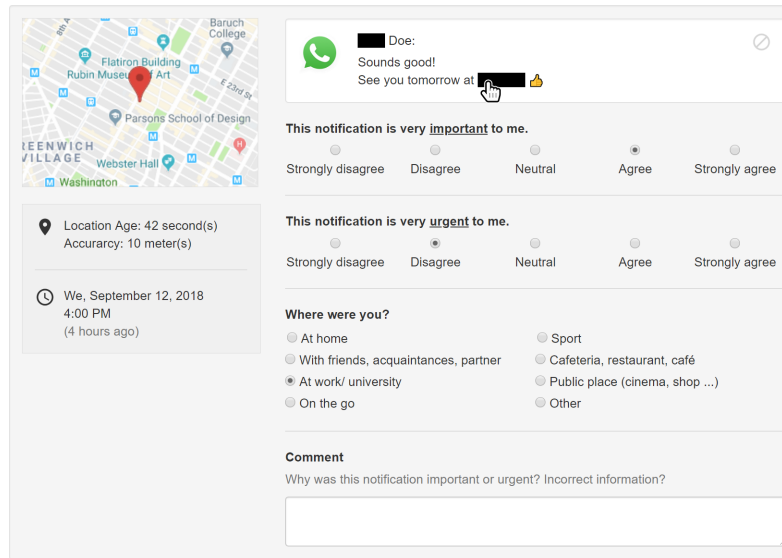 Baruch
College
8th A
Flatiron Building
Rubin Museum of Art
E 23rd St
Parsons School of Design
REENWICH
VILLAGE
Webster Hall
Washington
M
H
Location Age: 42 second(s)
Accurarcy: 10 meter(s)
We, September 12, 2018
4:00 PM
(4 hours ago)
Doe:
Sounds good!
See you tomorrow at
This notification is very important to me.
Strongly disagree Disagree Neutral Agree Strongly agree
This notification is very urgent to me.
Strongly disagree Disagree Neutral Agree Strongly agree
Where were you?
At home Sport
With friends, acquaintances, partner Cafeteria, restaurant, café
At work/ university Public place (cinema, shop ...)
On the go Other
Comment
Why was this notification important or urgent? Incorrect information?